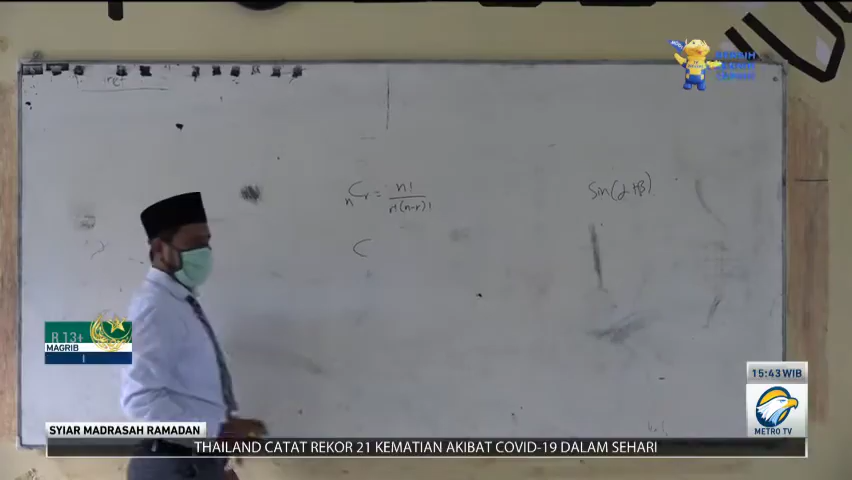 nCr = n!
r!(n-r)!
C
Sin(α+β)
R 13+
MAGRIB
15:43 WIB
METRO TV
SYIAR MADRASAH RAMADAN
THAILAND CATAT REKOR 21 KEMATIAN AKIBAT COVID-19 DALAM SEHARI